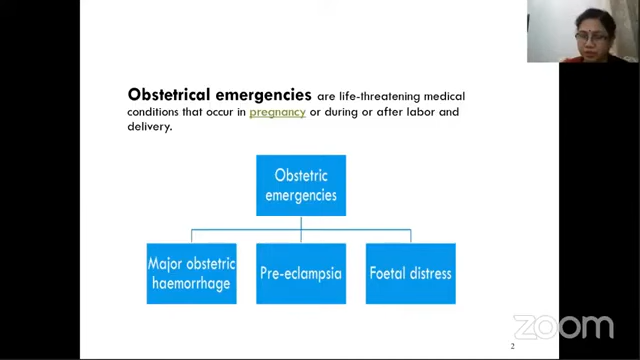 Obstetrical emergencies are life-threatening medical
conditions that occur in pregnancy or during or after labor and
delivery.
Obstetric
emergencies
Major obstetric
haemorrhage
Pre-eclampsia
Foetal distress
zoom
2